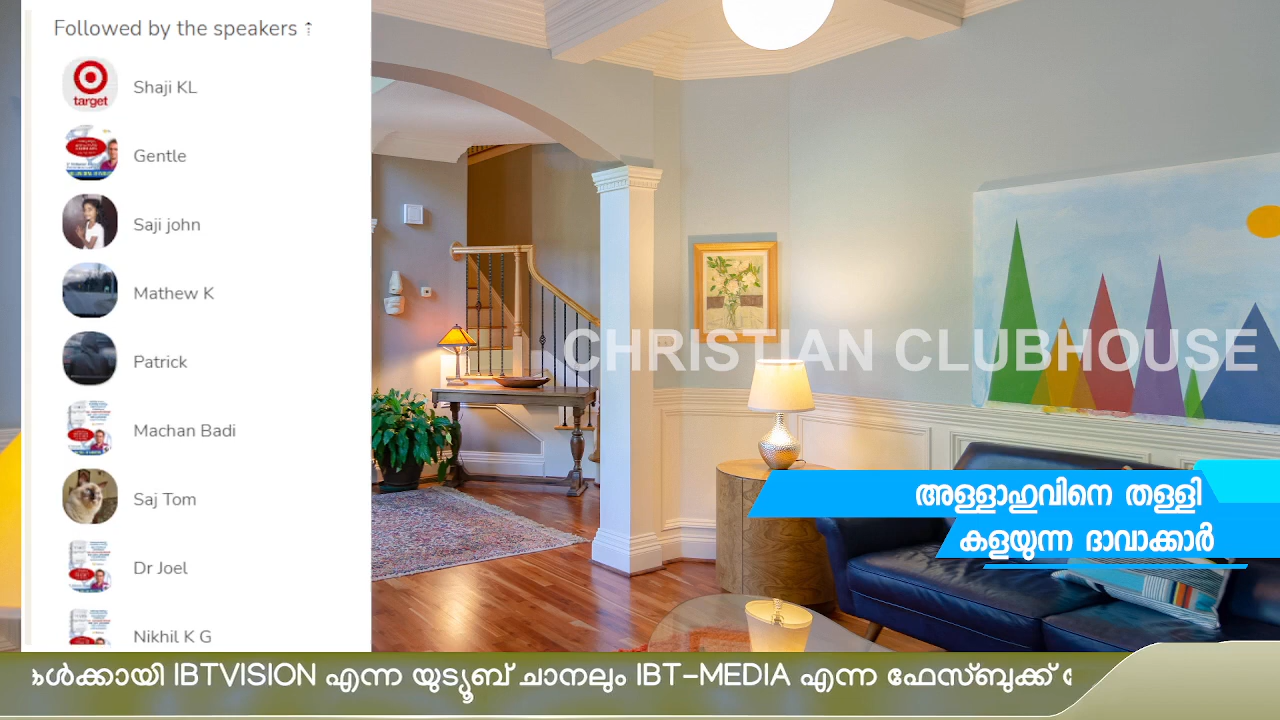 Followed by the speakers
target
Shaji KL
Gentle
Saji john
Mathew K
Patrick
Machan Badi
Saj Tom
Dr Joel
Nikhil K G
CHRISTIAN CLUBHOUSE
അള്ളാഹുവിനെ തള്ളി
കളയുന്ന ദാവാക്കാർ
IBTVISION എന്ന യുട്യൂബ് ചാനലും IBT-MEDIA എന്ന ഫേസ്ബുക്ക്